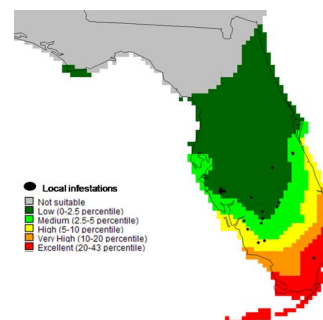 Local infestations
Not suitable
Low (0-2.5 percentile)
Medium (2.5-5 percentile)
High (5-10 percentile)
Very High (10-20 percentile)
Excellent (20-43 percentile)